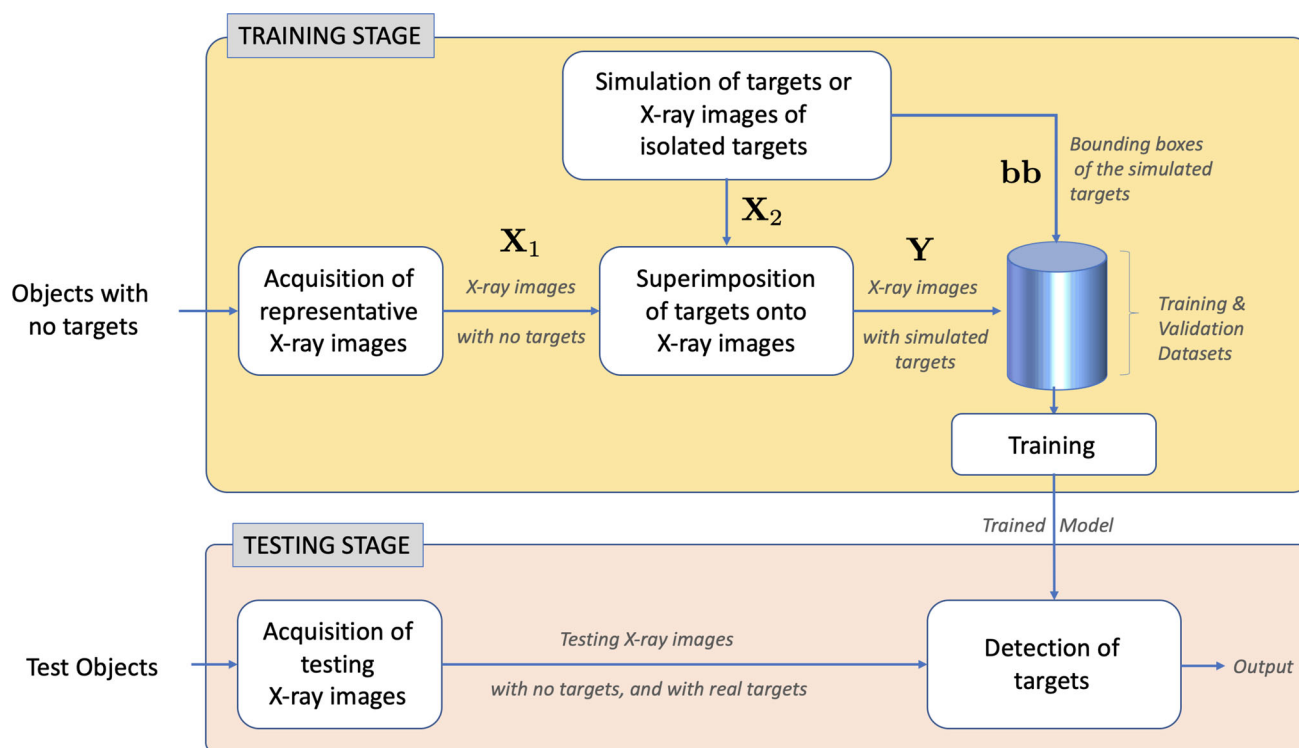 TRAINING STAGE
Simulation of targets or
X-ray images of
isolated targets
Bounding boxes
of the simulated
targets
bb
X₂
X₁
Y
Objects with
no targets
Acquisition of
representative
X-ray images
X-ray images
with no targets
Superimposition
of targets onto
X-ray images
X-ray images
with simulated
targets
Training &
Validation
Datasets
Training
Trained Model
TESTING STAGE
Test Objects
Acquisition of
testing
X-ray images
Testing X-ray images
with no targets, and with real targets
Detection of
targets
Output